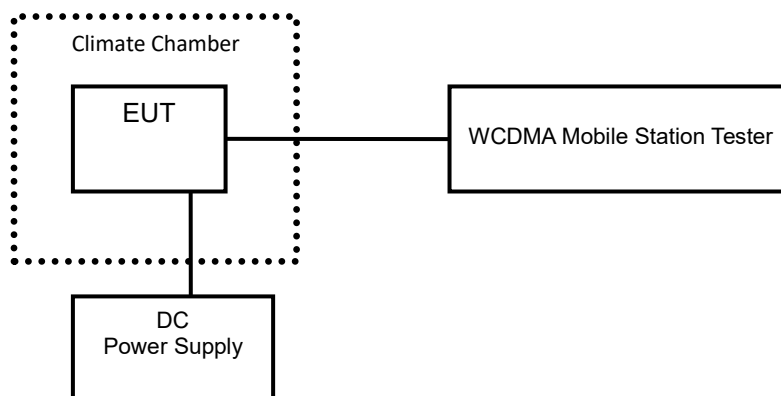 Climate Chamber
EUT
WCDMA Mobile Station Tester
DC
Power Supply